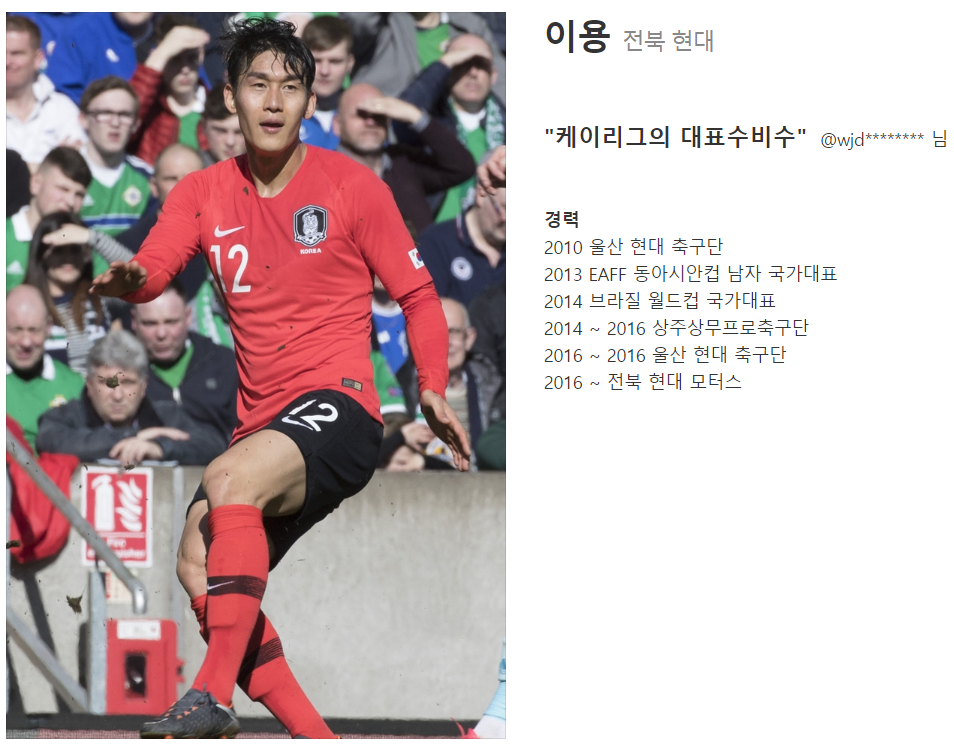 이용 전북 현대
"케이리그의 대표수비수" @wjd******** 님
경력
2010 울산 현대 축구단
2013 EAFF 동아시안컵 남자 국가대표
2014 브라질 월드컵 국가대표
2014 ~ 2016 상주상무프로축구단
2016 ~ 2016 울산 현대 축구단
2016 ~ 전북 현대 모터스
12
KOREA
12
Fire
extinguisher